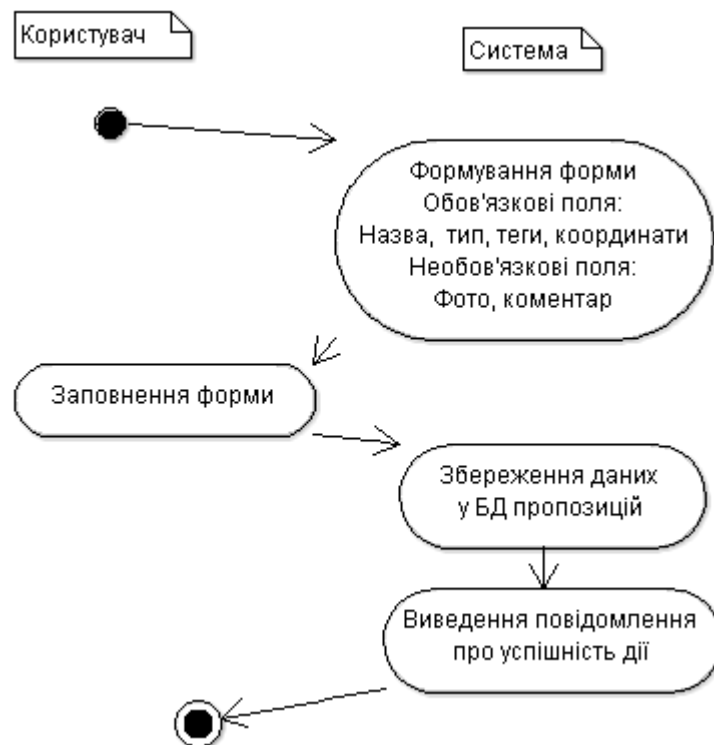 Користувач
Система
Формування форми
Обов'язкові поля:
Назва, тип, теги, координати
Необов'язкові поля:
Фото, коментар
Заповнення форми
Збереження даних
у БД пропозицій
Виведення повідомлення
про успішність дії